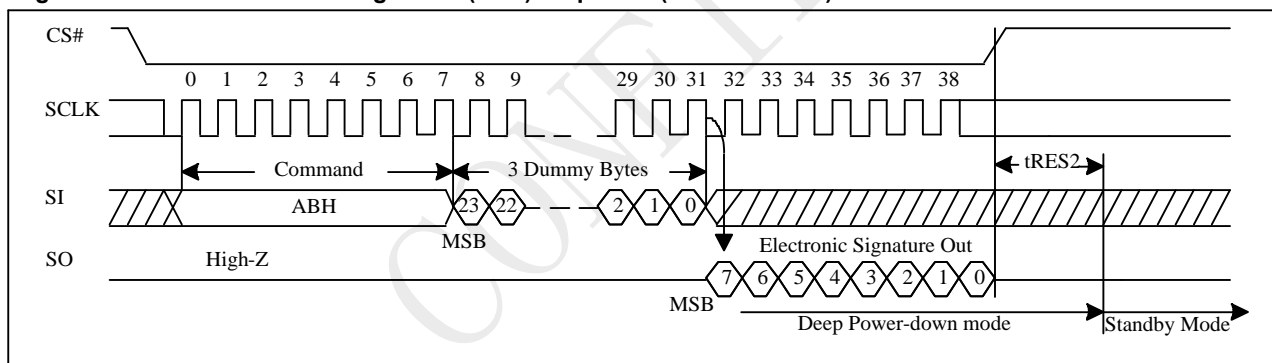 CS#
0 1 2 3 4 5 6 7 8 9 29 30 31 32 33 34 35 36 37 38
SCLK
Command 3 Dummy Bytes tRES2
SI ABH 23 22 2 1 0
MSB
SO High-Z Electronic Signature Out
7 6 5 4 3 2 1 0
MSB
Deep Power-down mode Standby Mode